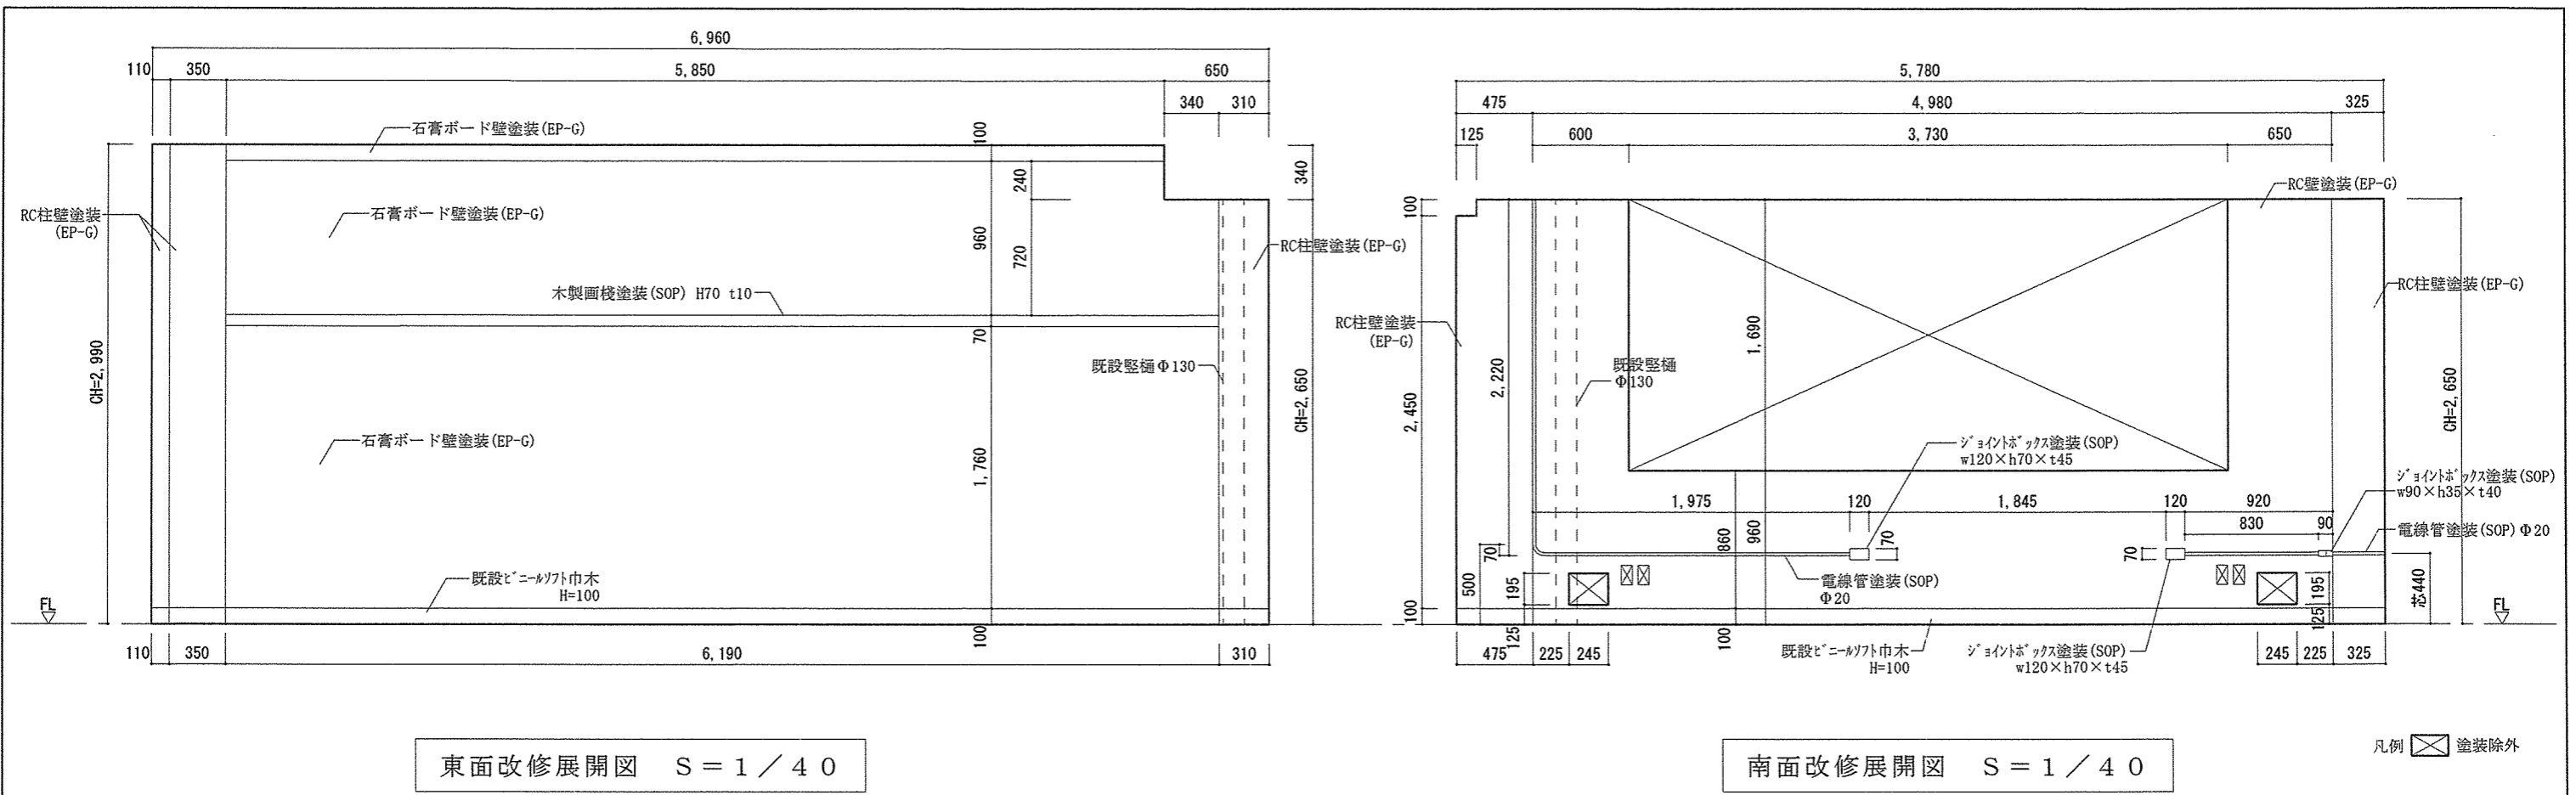 6,960
110
350
5,850
650
340
310
石膏ボード壁塗装(EP-G)
100
石膏ボード壁塗装(EP-G)
240
340
RC柱壁塗装
(EP-G)
960
720
RC柱壁塗装(EP-G)
木製画桟塗装(SOP) H70 t10
70
既設竪樋Φ130
CH=2,990
CH=2,650
石膏ボード壁塗装(EP-G)
1,760
既設ビニールソフト巾木
H=100
FL
100
110
350
6,190
310
東面改修展開図 S=1/40
5,780
475
4,980
325
125
600
3,730
650
RC壁塗装(EP-G)
100
RC柱壁塗装(EP-G)
RC柱壁塗装
(EP-G)
1,690
2,220
既設竪樋
Φ130
2,450
CH=2,650
ジョイントボックス塗装(SOP)
w120×h70×t45
ジョイントボックス塗装(SOP)
w90×h35×t40
1,975
120
1,845
120
920
830
90
電線管塗装(SOP)Φ20
70
860
960
70
70
500
195
電線管塗装(SOP)
Φ20
195
芯440
FL
100
125
100
125
475
225
245
既設ビニールソフト巾木
H=100
ジョイントボックス塗装(SOP)
w120×h70×t45
245
225
325
南面改修展開図 S=1/40
凡例 塗装除外